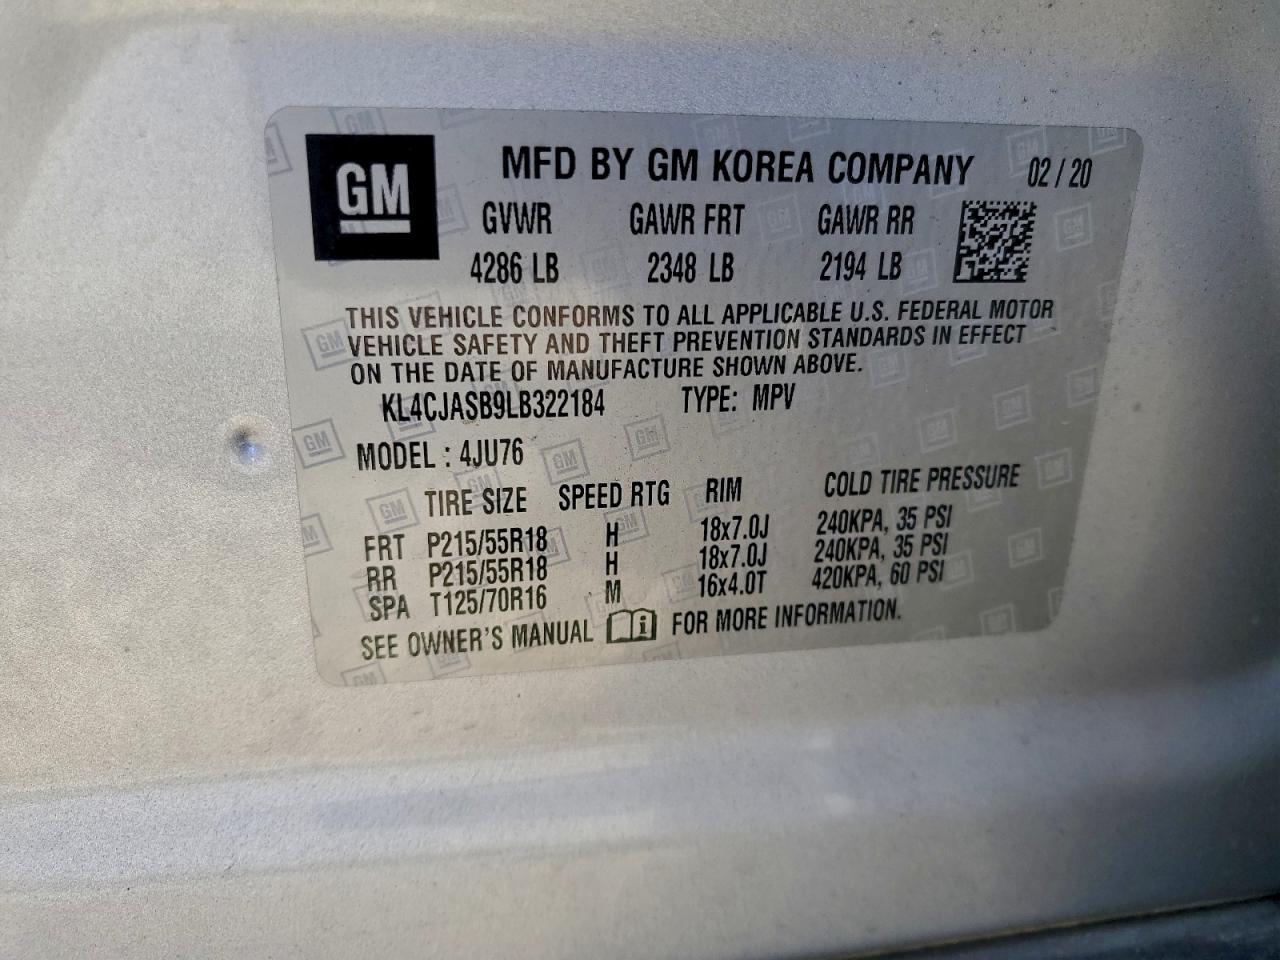 GM MFD BY GM KOREA COMPANY 02/20
GVWR GAWR FRT GAWR RR
4286 LB 2348 LB 2194 LB
THIS VEHICLE CONFORMS TO ALL APPLICABLE U.S. FEDERAL MOTOR
VEHICLE SAFETY AND THEFT PREVENTION STANDARDS IN EFFECT
ON THE DATE OF MANUFACTURE SHOWN ABOVE.
KL4CJASB9LB322184 TYPE: MPV
MODEL : 4JU76
TIRE SIZE SPEED RTG RIM COLD TIRE PRESSURE
FRT P215/55R18 H 18x7.0J 240KPA, 35 PSI
RR P215/55R18 H 18x7.0J 240KPA, 35 PSI
SPA T125/70R16 M 16x4.0T 420KPA, 60 PSI
SEE OWNER'S MANUAL i FOR MORE INFORMATION.